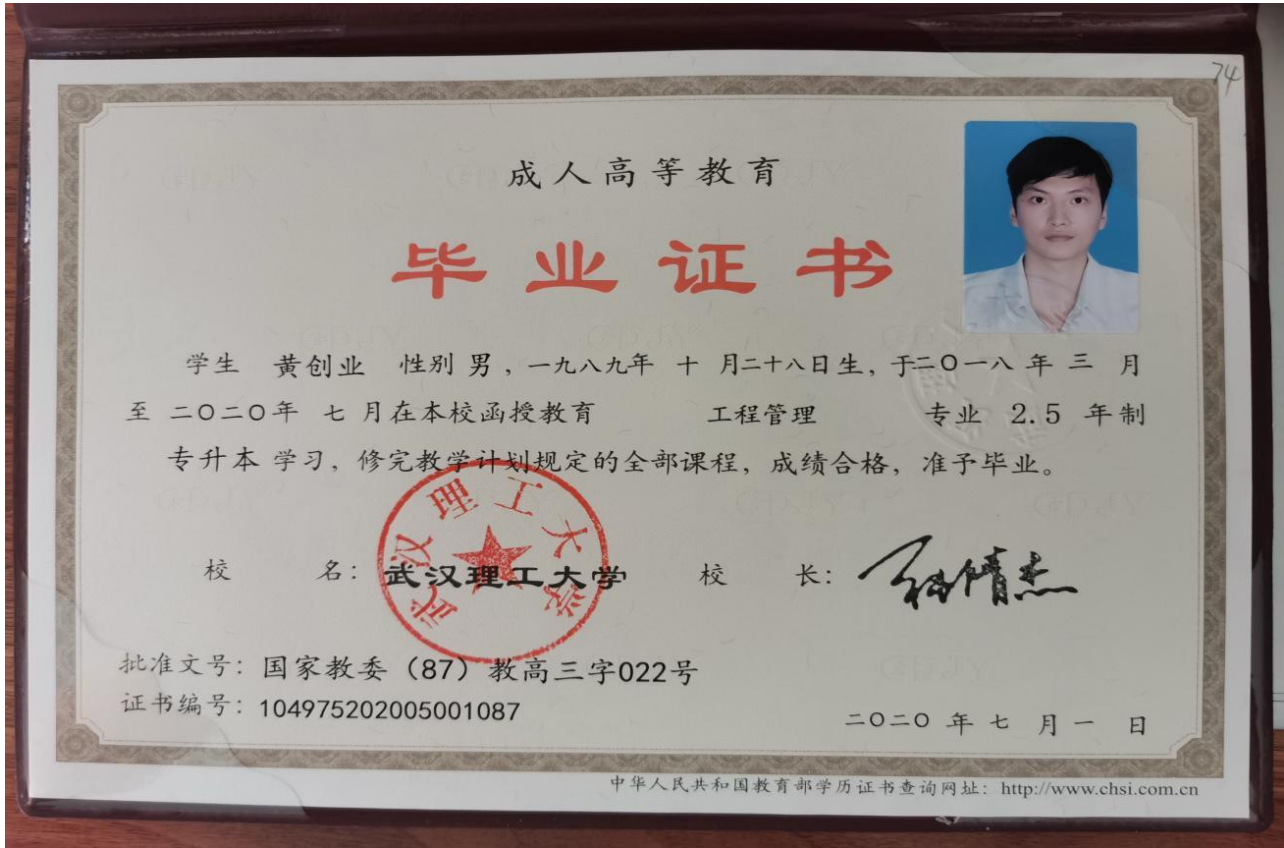 74
成人高等教育
毕业证书
学生 黄创业 性别 男，一九八九年 十 月二十八日生，于二〇一八 年 三 月
至 二〇二〇年 七 月在本校函授教育 工程管理 专业 2.5 年制
专升本 学习，修完教学计划规定的全部课程，成绩合格，准予毕业。
武汉理工大学
校 名：武汉理工大学 校 长：
批准文号：国家教委（87）教高三字022号
证书编号：104975202005001087
二〇二〇 年 七 月 一 日
中华人民共和国教育部学历证书查询网址：http://www.chsi.com.cn